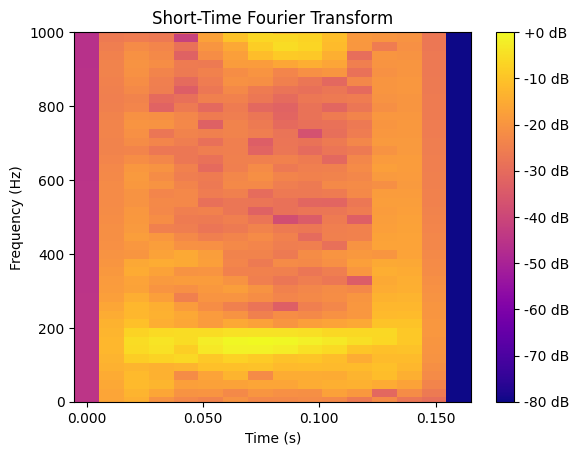 Short-Time Fourier Transform
Frequency (Hz)
1000
800
600
400
200
0
0.000
0.050
0.100
0.150
Time (s)
+0 dB
-10 dB
-20 dB
-30 dB
-40 dB
-50 dB
-60 dB
-70 dB
-80 dB